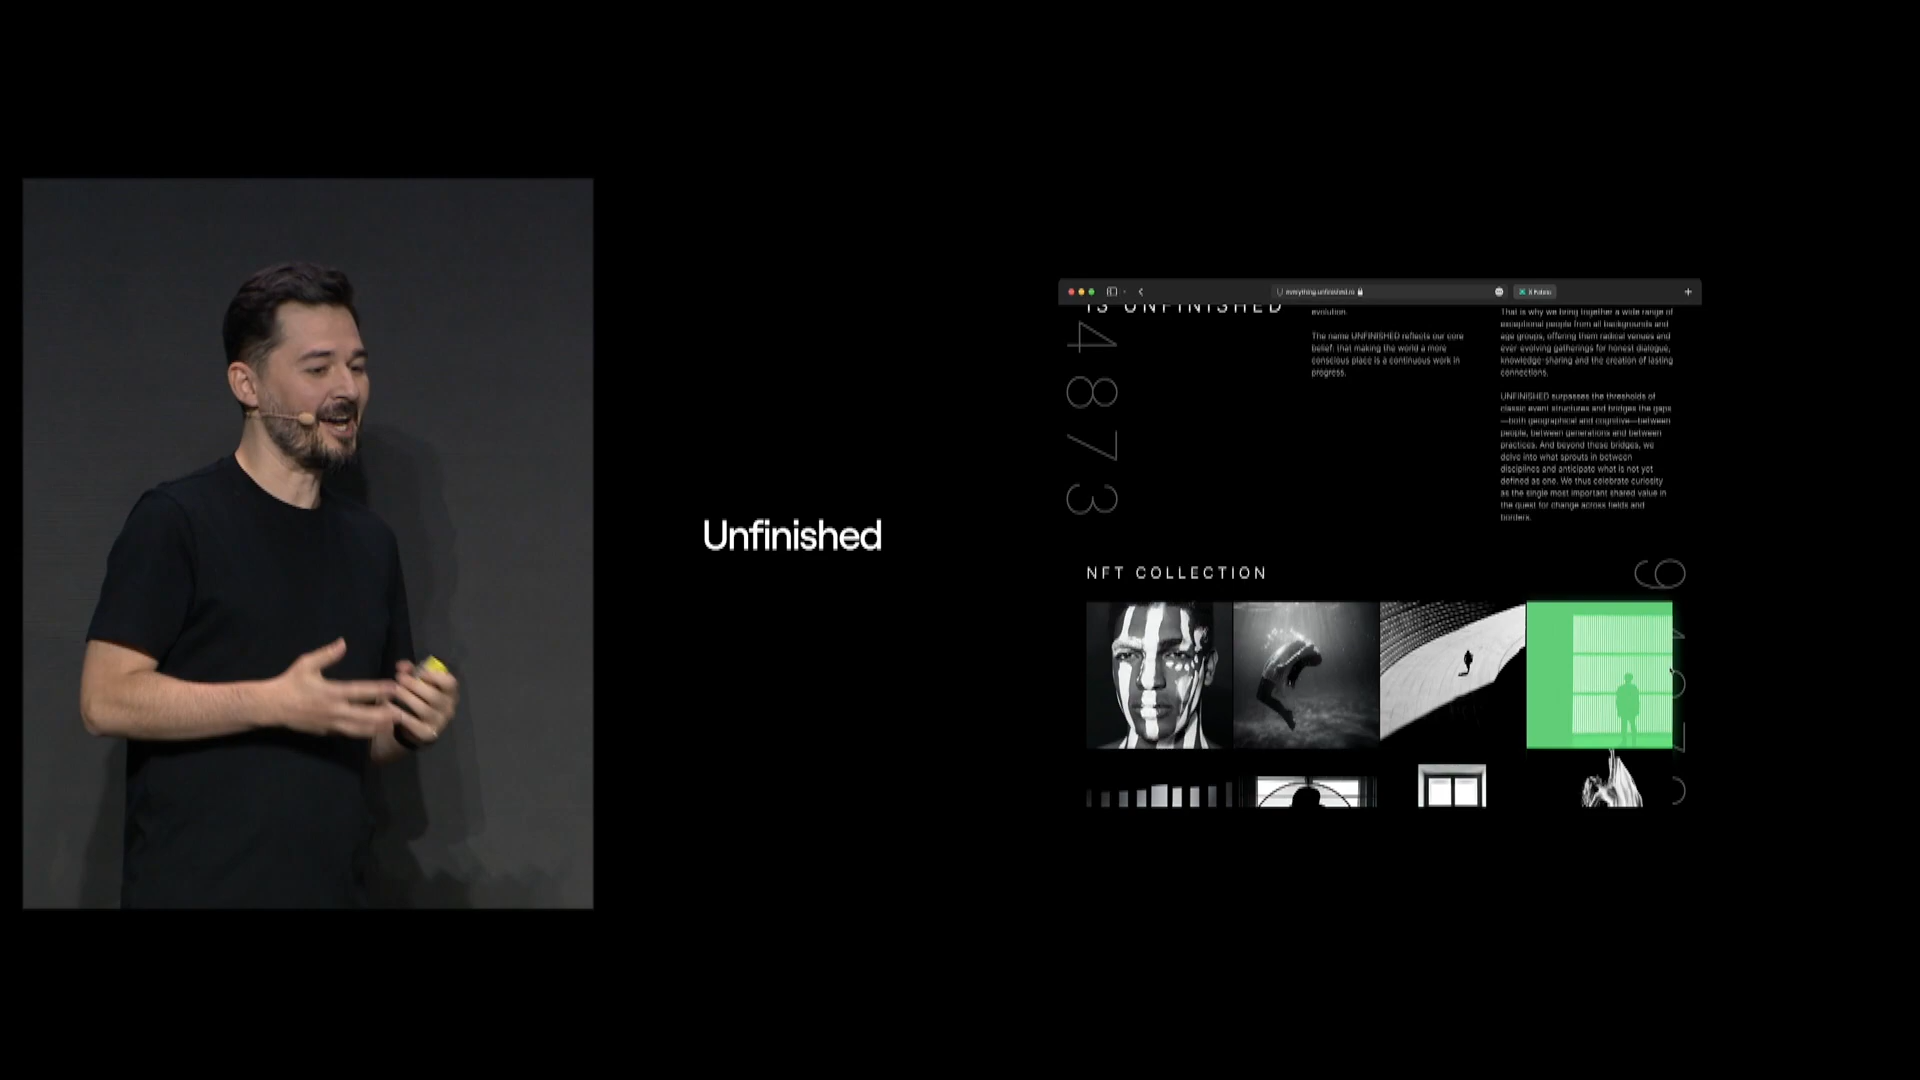 Unfinished
everything.unfinished.ro
X Fabric
IS UNFINISHED
4873
evolution.
The name UNFINISHED reflects our core
belief: that making the world a more
conscious place is a continuous work in
progress.
That is why we bring together a wide range of
exceptional people from all backgrounds and
age groups, offering them radical venues and
ever-evolving gatherings for honest dialogue,
knowledge-sharing and the creation of lasting
connections.
UNFINISHED surpasses the thresholds of
classic event structures and bridges the gaps
—both geographical and cognitive—between
people, between generations and between
practices. And beyond these bridges, we
delve into what sprouts in between
disciplines and anticipate what is not yet
defined as one. We thus celebrate curiosity
as the single most important shared value in
the quest for change across fields and
borders.
NFT COLLECTION
9